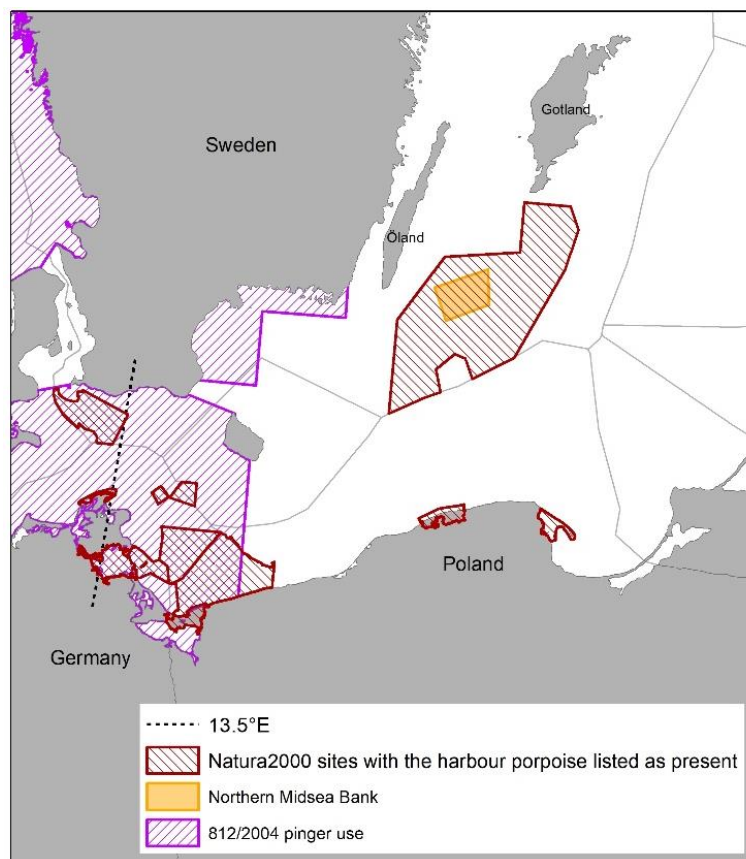 Gotland
Sweden
Öland
Poland
Germany
13.5°E
Natura2000 sites with the harbour porpoise listed as present
Northern Midsea Bank
812/2004 pinger use